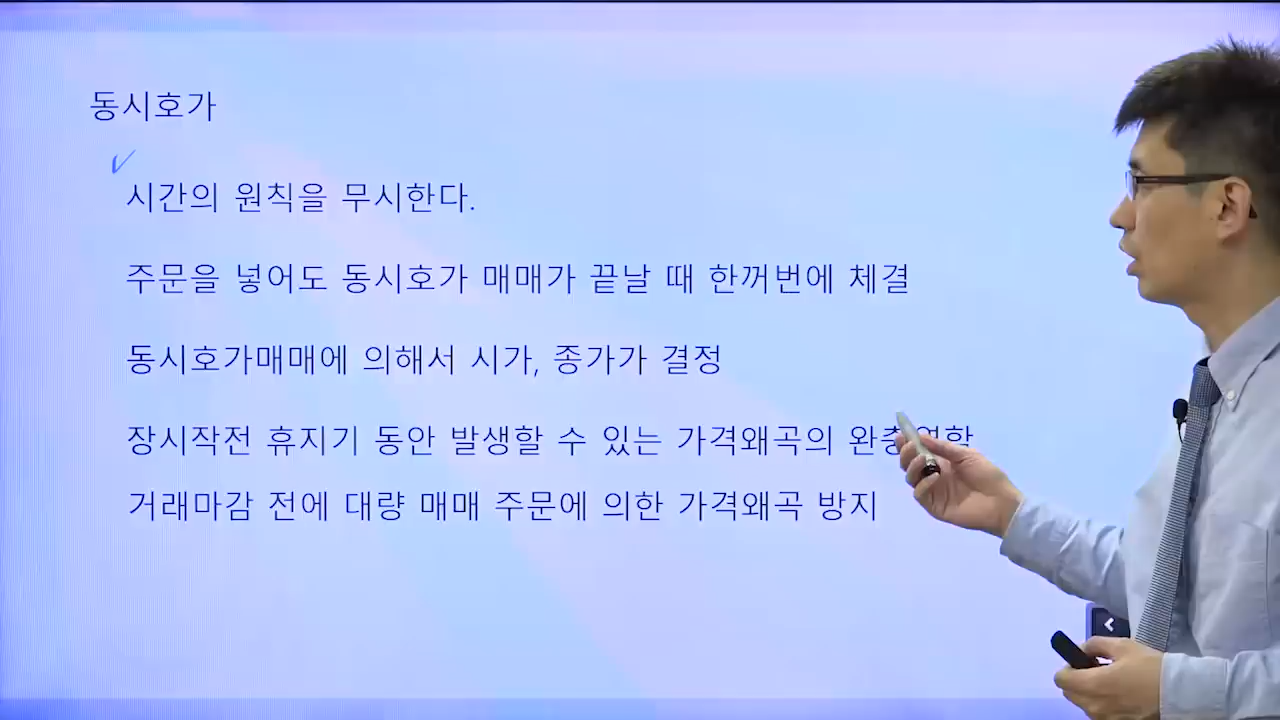 동시호가
시간의 원칙을 무시한다.
주문을 넣어도 동시호가 매매가 끝날 때 한꺼번에 체결
동시호가매매에 의해서 시가, 종가가 결정
장시작전 휴지기 동안 발생할 수 있는 가격왜곡의
거래마감 전에 대량 매매 주문에 의한 가격왜곡 방지